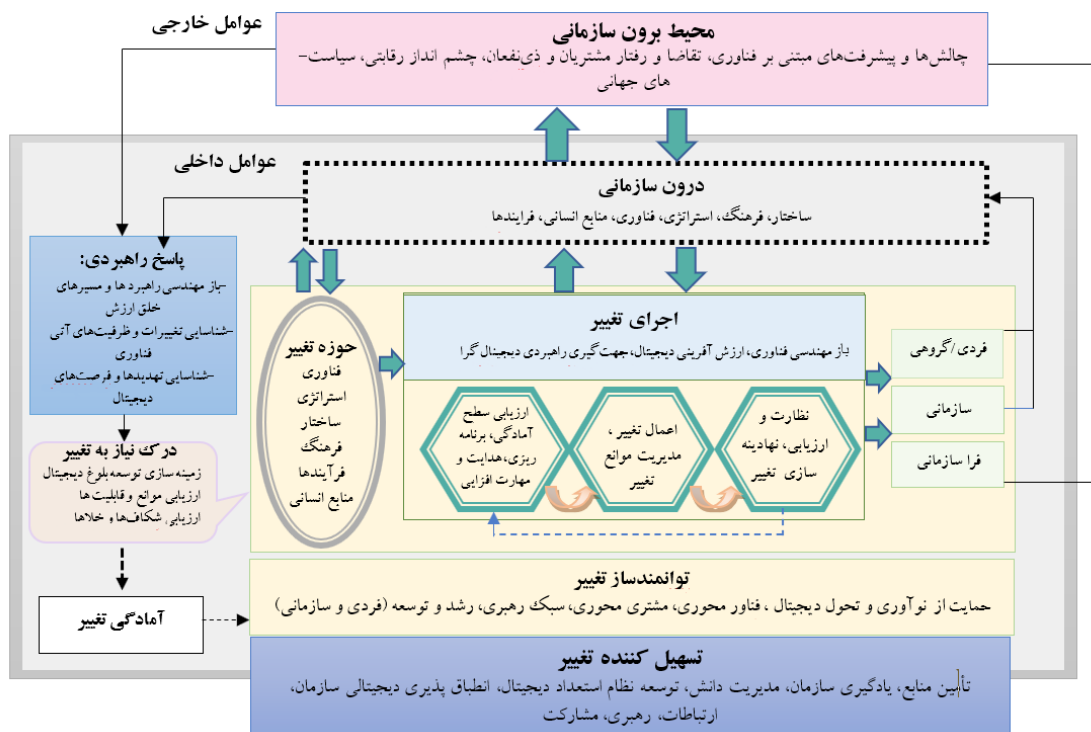 عوامل خارجی
محیط برون سازمانی
چالش‌ها و پیشرفت‌های مبتنی بر فناوری، تقاضا و رفتار مشتریان و ذی‌نفعان، چشم انداز رقابتی، سیاست-
های جهانی
عوامل داخلی
درون سازمانی
ساختار، فرهنگ، استراتژی، فناوری، منابع انسانی، فرایندها
پاسخ راهبردی:
-باز مهندسی راهبردها و مسیرهای
خلق ارزش
-شناسایی تغییرات و ظرفیت‌های آتی
فناوری
-شناسایی تهدیدها و فرصت‌های
دیجیتال
درک نیاز به تغییر
زمینه سازی توسعه بلوغ دیجیتال
ارزیابی موانع و قابلیت ها
ارزیابی شکاف‌ها و خلاها
آمادگی تغییر
حوزه تغییر
فناوری
استراتژی
ساختار
فرهنگ
فرآیندها
منابع انسانی
اجرای تغییر
باز مهندسی فناوری، ارزش آفرینی دیجیتال، جهت گیری راهبردی دیجیتال گرا
ارزیابی سطح
آمادگی، برنامه
ریزی، هدایت و
مهارت افزایی
اعمال تغییر ،
مدیریت موانع
تغییر
نظارت و
ارزیابی، نهادینه
سازی تغییر
فردی/گروهی
سازمانی
فرا سازمانی
توانمندساز تغییر
حمایت از نوآوری و تحول دیجیتال ، فناور محوری، مشتری محوری، سبک رهبری، رشد و توسعه (فردی و سازمانی)
تسهیل کننده تغییر
تأمین منابع، یادگیری سازمان، مدیریت دانش، توسعه نظام استعداد دیجیتال، انطباق پذیری دیجیتالی سازمان،
ارتباطات، رهبری، مشارکت